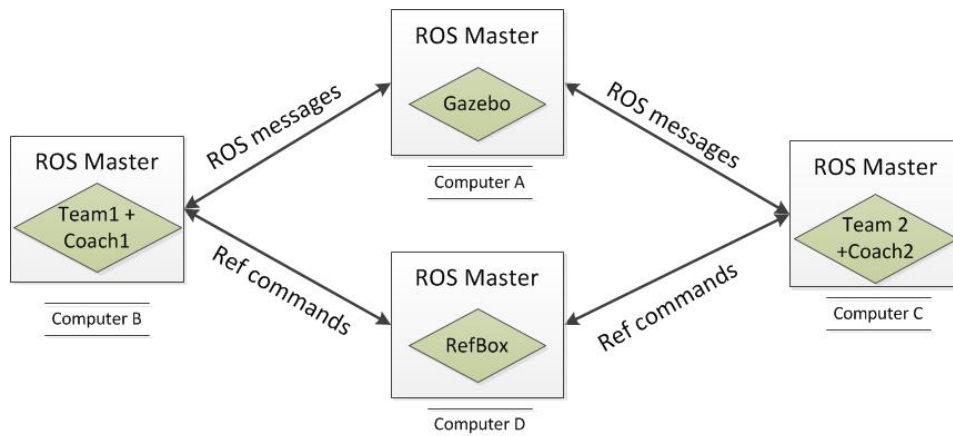 ROS Master
Gazebo
Computer A
ROS messages
ROS messages
ROS Master
Team1 +
Coach1
Computer B
ROS Master
Team 2
+Coach2
Computer C
Ref commands
Ref commands
ROS Master
RefBox
Computer D